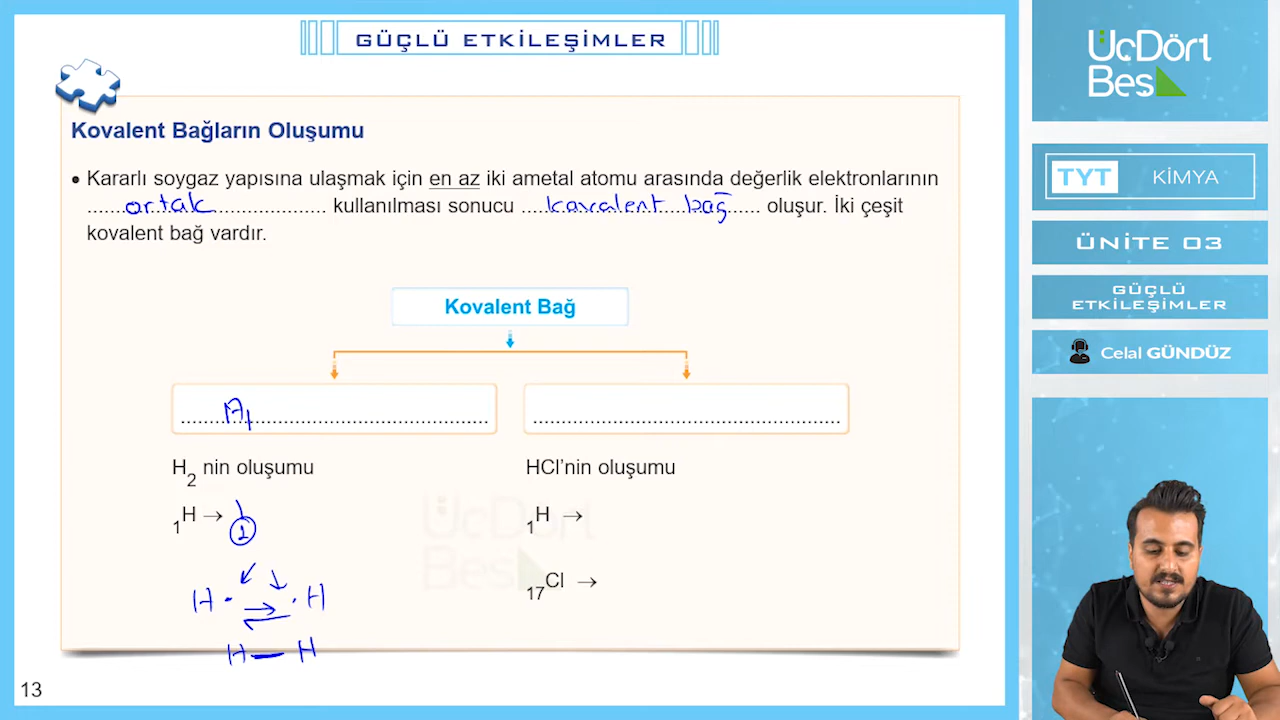 GÜÇLÜ ETKİLEŞİMLER
Kovalent Bağların Oluşumu
• Kararlı soygaz yapısına ulaşmak için en az iki ametal atomu arasında değerlik elektronlarının
ortak kullanılması sonucu kovalent bağ oluşur. İki çeşit
kovalent bağ vardır.
Kovalent Bağ
H2 nin oluşumu
1H → 1
H· ·H
H — H
HCl’nin oluşumu
1H →
17Cl →
13
ÜçDört
Beş
TYT KİMYA
ÜNİTE 03
GÜÇLÜ
ETKİLEŞİMLER
Celal GÜNDÜZ
ÜçDört
Beş